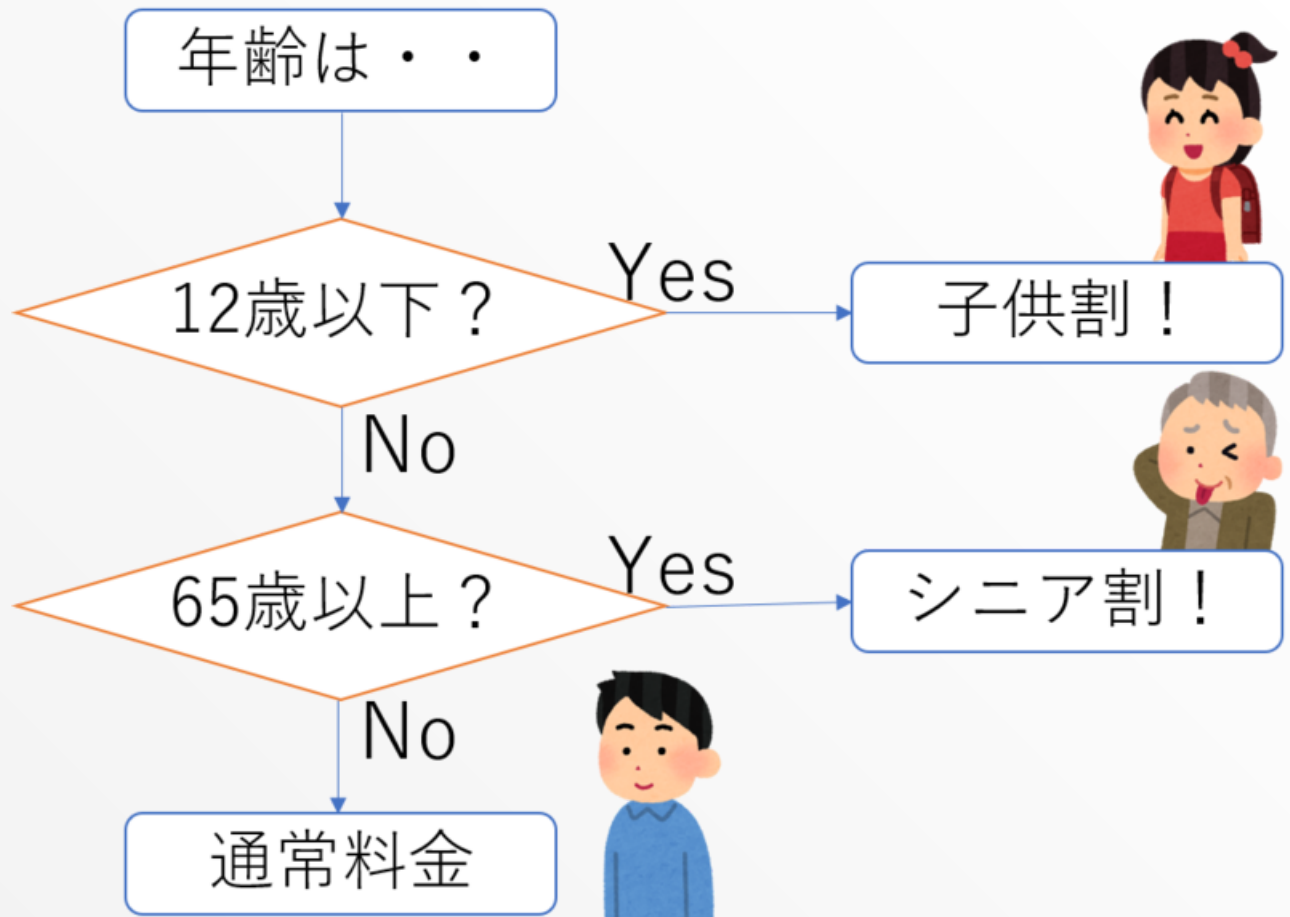 年齢は・・
12歳以下？
Yes
子供割！
No
65歳以上？
Yes
シニア割！
No
通常料金